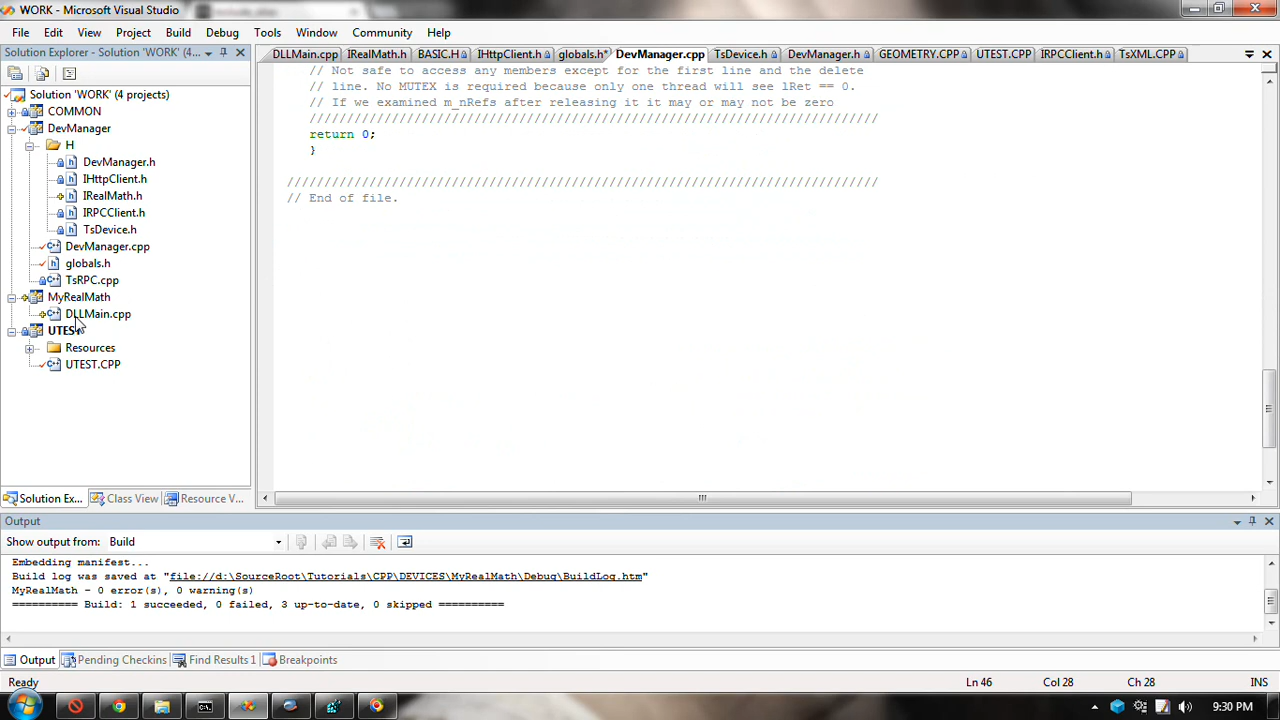 WORK - Microsoft Visual Studio
File Edit View Project Build Debug Tools Window Community Help
Solution Explorer - Solution 'WORK' (4 ...
DLLMain.cpp IRealMath.h BASIC.H IHttpClient.h globals.h* DevManager.cpp TsDevice.h DevManager.h GEOMETRY.CPP UTEST.CPP IRPCClient.h TsXML.CPP
Solution 'WORK' (4 projects)
COMMON
DevManager
H
DevManager.h
IHttpClient.h
IRealMath.h
IRPCClient.h
TsDevice.h
DevManager.cpp
globals.h
TsRPC.cpp
MyRealMath
DLLMain.cpp
UTEST
Resources
UTEST.CPP
// Not safe to access any members except for the first line and the delete
// line. No MUTEX is required because only one thread will see lRet == 0.
// If we examined m_nRefs after releasing it it may or may not be zero
/////////////////////////////////////////////////////////////////////////////
return 0;
}
////////////////////////////////////////////////////////////////////////////////
// End of file.
Solution Ex... Class View Resource V...
Output
Show output from: Build
Embedding manifest...
Build log was saved at "file://d:\SourceRoot\Tutorials\CPP\DEVICES\MyRealMath\Debug\BuildLog.htm"
MyRealMath - 0 error(s), 0 warning(s)
========== Build: 1 succeeded, 0 failed, 3 up-to-date, 0 skipped ==========
Output Pending Checkins Find Results 1 Breakpoints
Ready Ln 46 Col 28 Ch 28 INS
9:30 PM